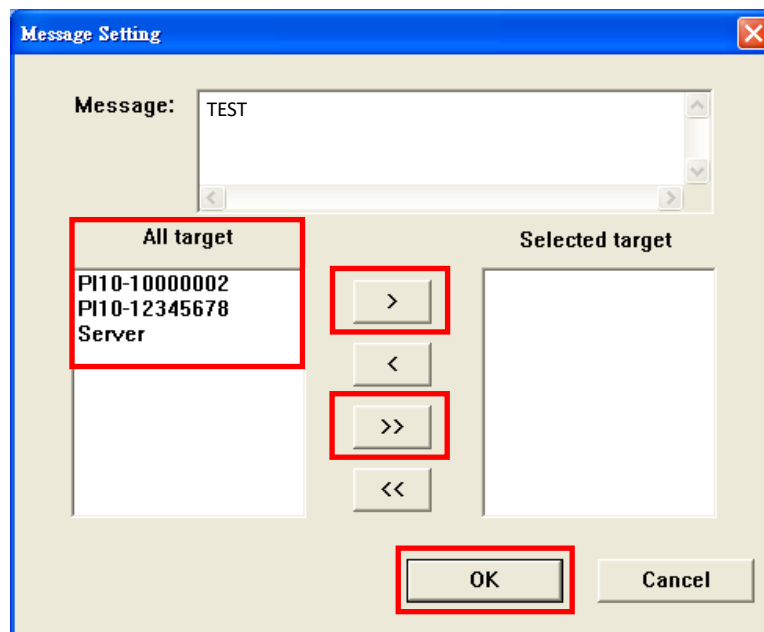 Message Setting
Message:
TEST
All target
Selected target
PI10-10000002
PI10-12345678
Server
>
<
>>
<<
OK
Cancel